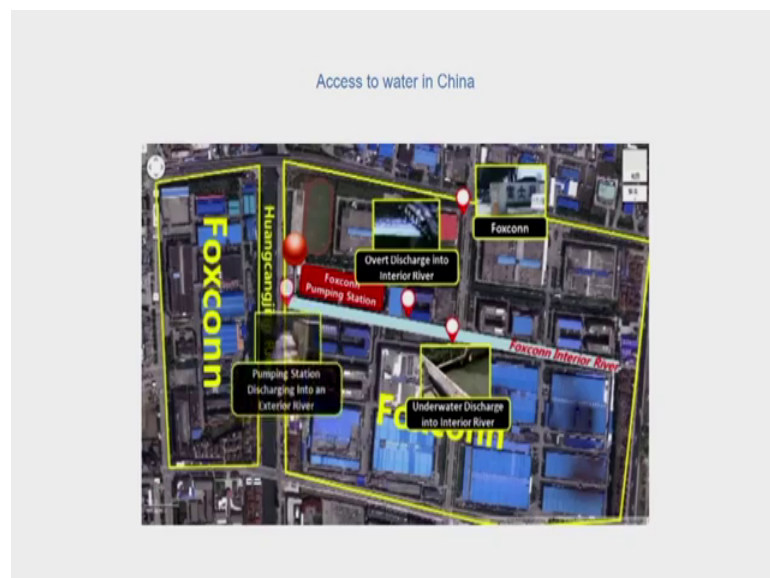 Access to water in China
Foxconn
Foxconn
Overt Discharge into
Interior River
Foxconn
Pumping Station
Foxconn Interior River
Pumping Station
Discharging Into an
Exterior River
Underwater Discharge
into Interior River
Foxconn